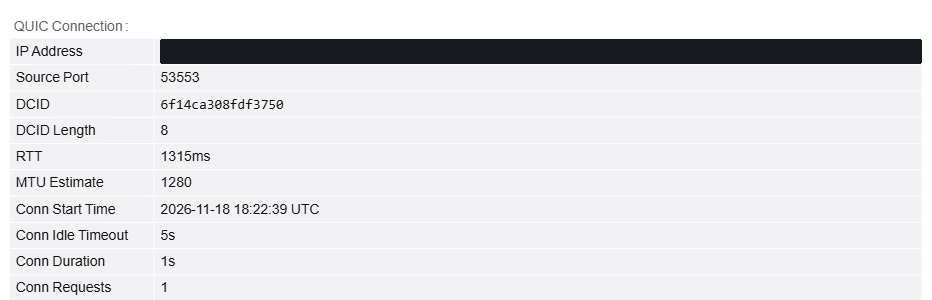 QUIC Connection:
IP Address
Source Port 53553
DCID 6f14ca308fdf3750
DCID Length 8
RTT 1315ms
MTU Estimate 1280
Conn Start Time 2026-11-18 18:22:39 UTC
Conn Idle Timeout 5s
Conn Duration 1s
Conn Requests 1